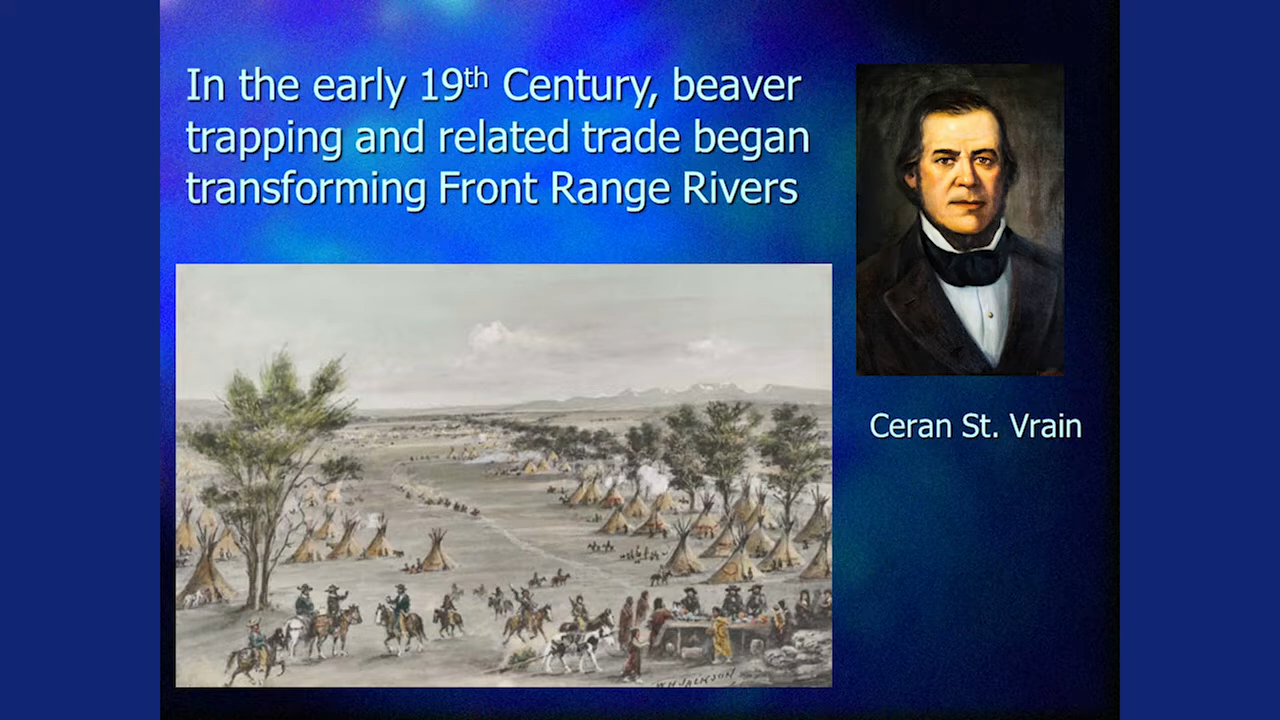 In the early 19th Century, beaver
trapping and related trade began
transforming Front Range Rivers
Ceran St. Vrain
W H JACKSON